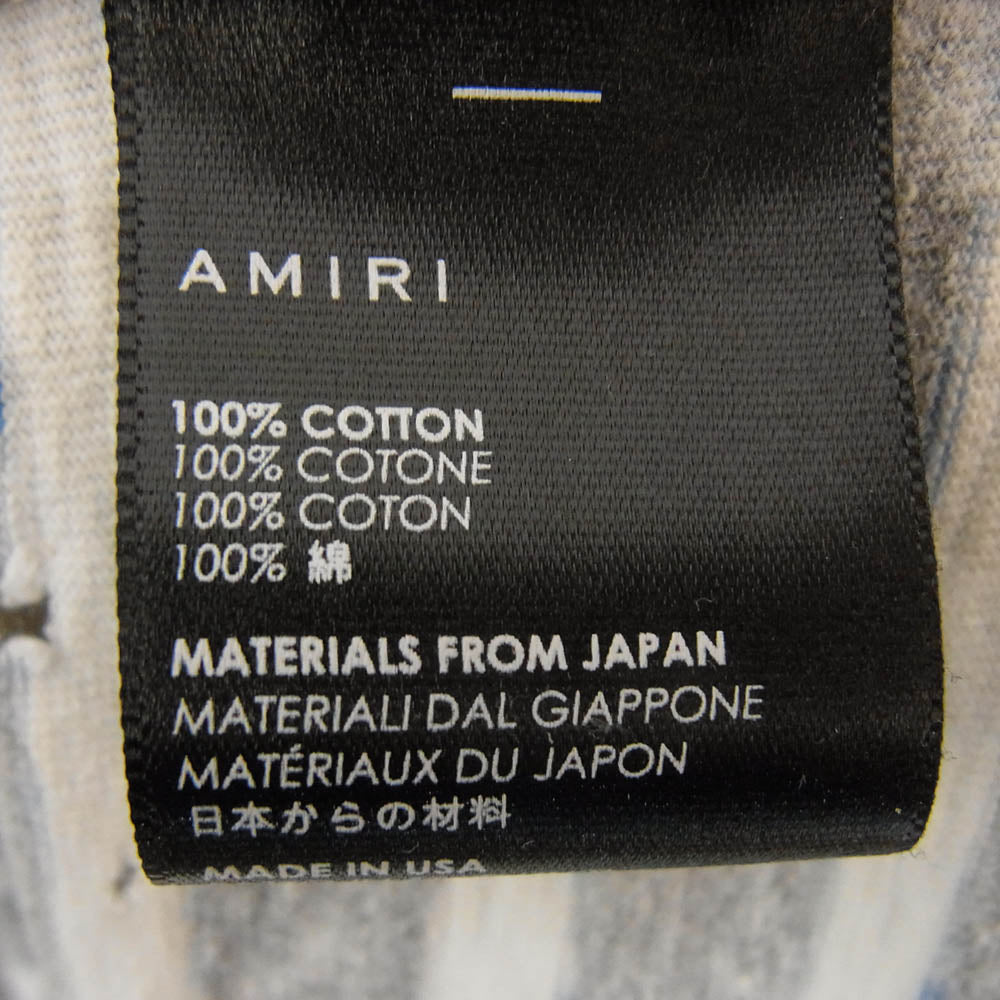 AMIRI
100% COTTON
100% COTONE
100% COTON
100% 綿
MATERIALS FROM JAPAN
MATERIALI DAL GIAPPONE
MATÉRIAUX DU JAPON
日本からの材料
MADE IN USA